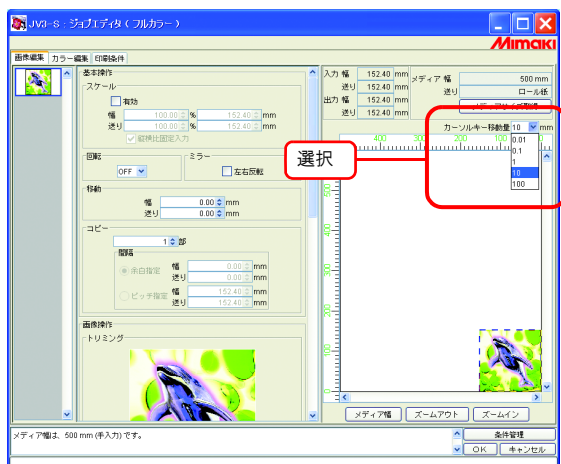 JV3-S : ジョブエディタ ( フルカラー )
Mimaki
画像編集 カラー編集 印刷条件
基本操作
スケール
有効
幅 100.00 % 152.40 mm
送り 100.00 % 152.40 mm
縦横比固定入力
回転
OFF
ミラー
左右反転
移動
幅 0.00 mm
送り 0.00 mm
コピー
1 部
間隔
余白指定 幅 0.00 mm
送り 0.00 mm
ピッチ指定 幅 152.40 mm
送り 152.40 mm
画像操作
トリミング
入力 幅 152.40 mm
送り 152.40 mm
出力 幅 152.40 mm
送り 152.40 mm
メディア 幅 500 mm
送り ロール紙
カーソルキー移動量 10 mm
0.01
0.1
1
10
100
選択
400 300 200 100 0
500
400
300
200
100
0
メディア幅 ズームアウト ズームイン
メディア幅は、500 mm (手入力) です。
条件管理
OK キャンセル